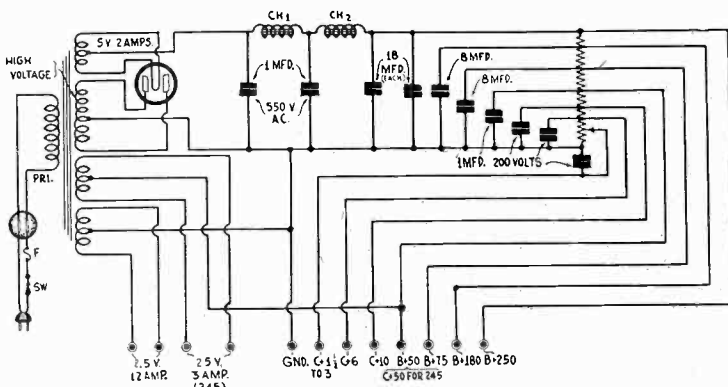 CH1
CH2
5V 2 AMPS.
HIGH
VOLTAGE
1 MFD.
550 V
A.C.
18
MFD.
(EACH)
8 MFD.
8 MFD.
1 MFD. 200 VOLTS
PRI.
F
SW
2.5 V.
12 AMP.
2.5 V.
3 AMP.
(245)
GND.
C+1½
TO 3
C+6
C+10
B+50
C+50 FOR 245
B+75
B+180
B+250